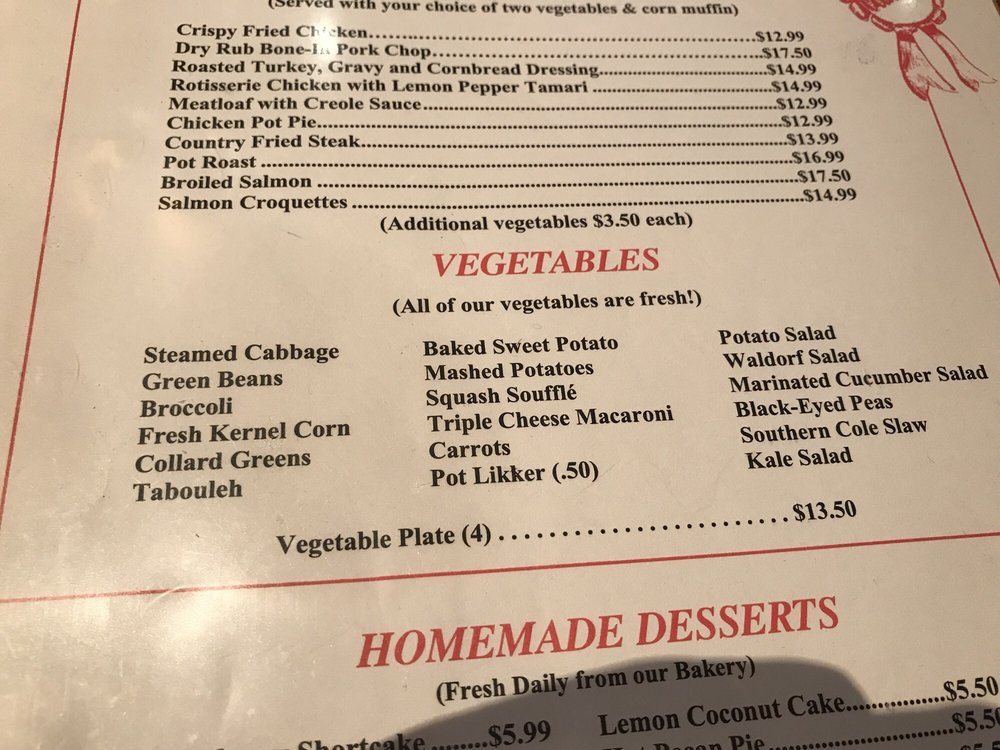 (Served with your choice of two vegetables & corn muffin)
Crispy Fried Chicken.......................................................$12.99
Dry Rub Bone-In Pork Chop...............................................$17.50
Roasted Turkey, Gravy and Cornbread Dressing.........................$14.99
Rotisserie Chicken with Lemon Pepper Tamari ..........................$14.99
Meatloaf with Creole Sauce..................................................$12.99
Chicken Pot Pie.................................................................$12.99
Country Fried Steak............................................................$13.99
Pot Roast ..........................................................................$16.99
Broiled Salmon ...................................................................$17.50
Salmon Croquettes ..............................................................$14.99
(Additional vegetables $3.50 each)
VEGETABLES
(All of our vegetables are fresh!)
Steamed Cabbage
Green Beans
Broccoli
Fresh Kernel Corn
Collard Greens
Tabouleh
Baked Sweet Potato
Mashed Potatoes
Squash Soufflé
Triple Cheese Macaroni
Carrots
Pot Likker (.50)
Potato Salad
Waldorf Salad
Marinated Cucumber Salad
Black-Eyed Peas
Southern Cole Slaw
Kale Salad
Vegetable Plate (4) . . . . . . . . . . . . . . . . . . . . . . . $13.50
HOMEMADE DESSERTS
(Fresh Daily from our Bakery)
Shortcake.........$5.99
Lemon Coconut Cake................$5.50
Pecan Pie..............................$5.50